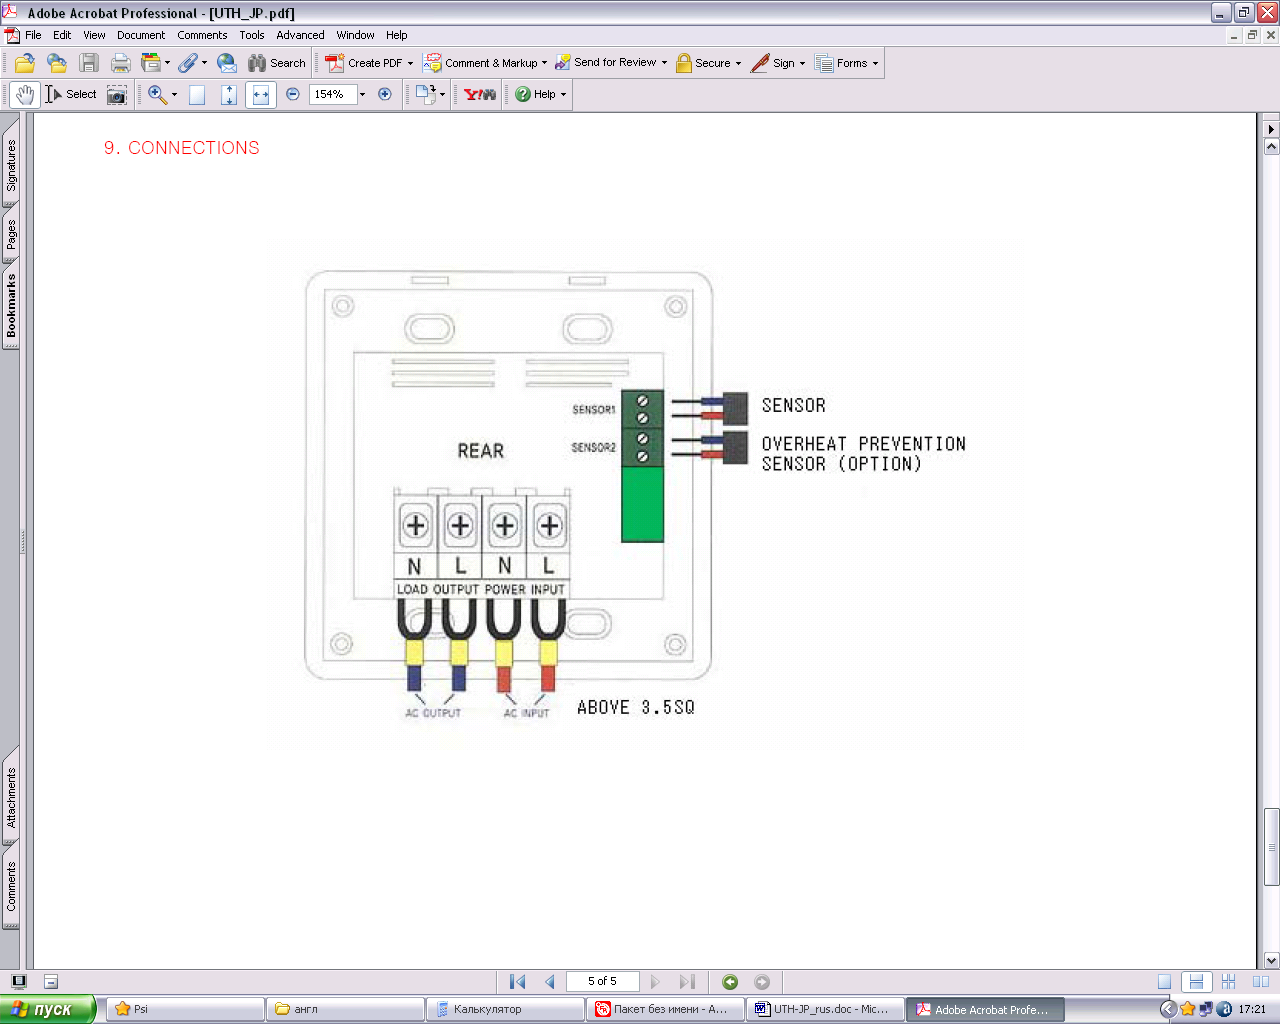 Adobe Acrobat Professional - [UTH_JP.pdf]
File Edit View Document Comments Tools Advanced Window Help
Search Create PDF Comment & Markup Send for Review Secure Sign Forms
Select 154% Y! Help
Signatures
Pages
Bookmarks
Attachments
Comments
9. CONNECTIONS
SENSOR1
SENSOR
SENSOR2
OVERHEAT PREVENTION
SENSOR (OPTION)
REAR
N L N L
LOAD OUTPUT POWER INPUT
AC OUTPUT AC INPUT
ABOVE 3.5SQ
5 of 5
пуск Psi англ Калькулятор Пакет без имени - A... UTH-JP_rus.doc - Mic... Adobe Acrobat Profe... 17:21